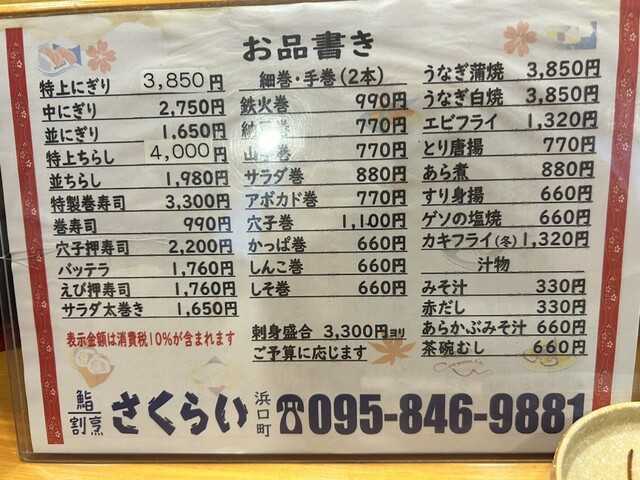 お品書き
特上にぎり 3,850円
中にぎり 2,750円
並にぎり 1,650円
特上ちらし 4,000円
並ちらし 1,980円
特製巻寿司 3,300円
巻寿司 990円
穴子押寿司 2,200円
バッテラ 1,760円
えび押寿司 1,760円
サラダ太巻き 1,650円
表示金額は消費税10%が含まれます
細巻・手巻(2本)
鉄火巻 990円
納豆巻 770円
山 巻 770円
サラダ巻 880円
アボカド巻 770円
穴子巻 1,100円
かっぱ巻 660円
しんこ巻 660円
しそ巻 660円
刺身盛合 3,300円ヨリ
ご予算に応じます
うなぎ蒲焼 3,850円
うなぎ白焼 3,850円
エビフライ 1,320円
とり唐揚 770円
あら煮 880円
すり身揚 660円
ゲソの塩焼 660円
カキフライ(冬) 1,320円
汁物
みそ汁 330円
赤だし 330円
あらかぶみそ汁 660円
茶碗むし 660円
鮨割烹 さくらい 浜口町 ☎095-846-9881